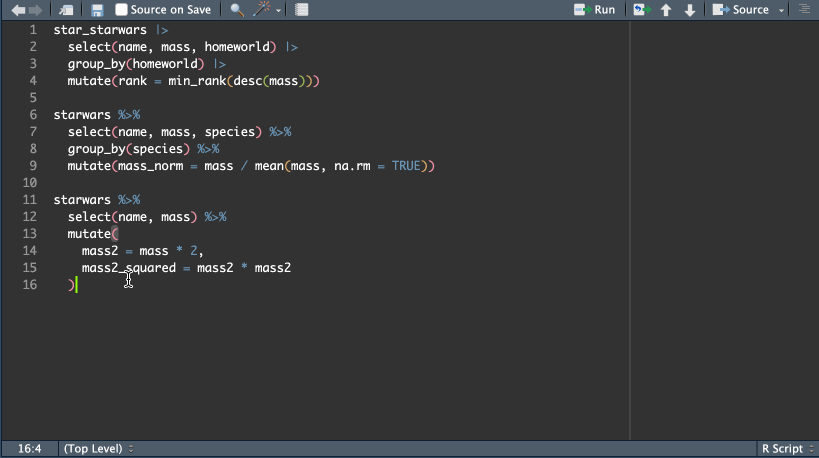 Source on Save Run Source
1 star_starwars |>
2 select(name, mass, homeworld) |>
3 group_by(homeworld) |>
4 mutate(rank = min_rank(desc(mass)))
5
6 starwars %>%
7 select(name, mass, species) %>%
8 group_by(species) %>%
9 mutate(mass_norm = mass / mean(mass, na.rm = TRUE))
10
11 starwars %>%
12 select(name, mass) %>%
13 mutate(
14 mass2 = mass * 2,
15 mass2_squared = mass2 * mass2
16 )
16:4 (Top Level) R Script